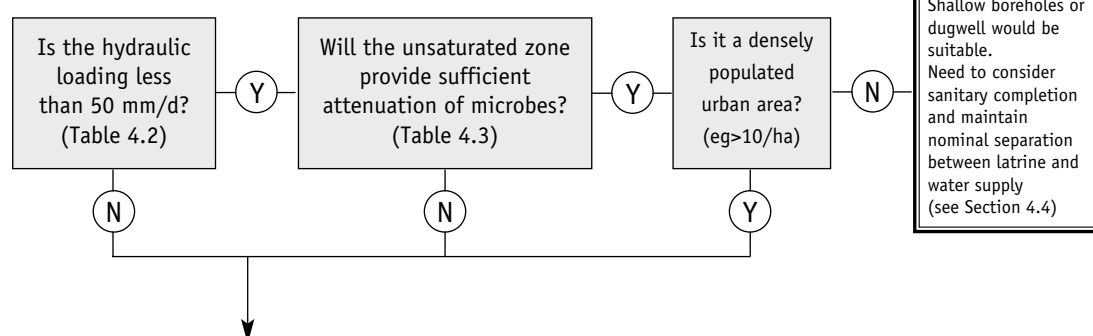 Is the hydraulic
loading less
than 50 mm/d?
(Table 4.2)
Y
Will the unsaturated zone
provide sufficient
attenuation of microbes?
(Table 4.3)
Y
Is it a densely
populated
urban area?
(eg>10/ha)
N
Shallow boreholes or
dugwell would be
suitable.
Need to consider
sanitary completion
and maintain
nominal separation
between latrine and
water supply
(see Section 4.4)
N
N
Y